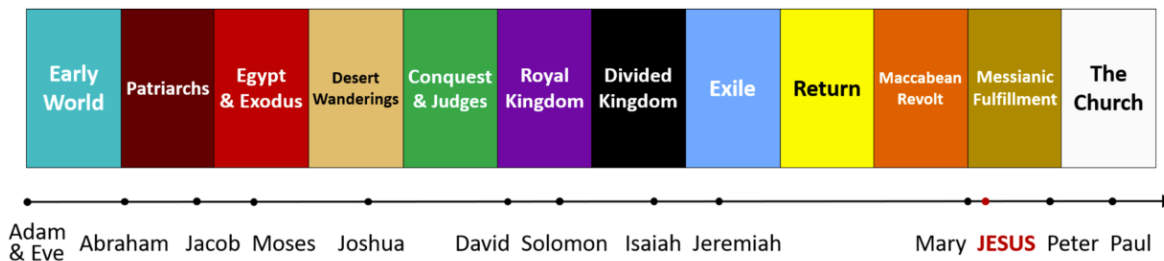 Early
World
Patriarchs
Egypt
& Exodus
Desert
Wanderings
Conquest
& Judges
Royal
Kingdom
Divided
Kingdom
Exile
Return
Maccabean
Revolt
Messianic
Fulfillment
The
Church
Adam
& Eve
Abraham
Jacob
Moses
Joshua
David
Solomon
Isaiah
Jeremiah
Mary
JESUS
Peter
Paul